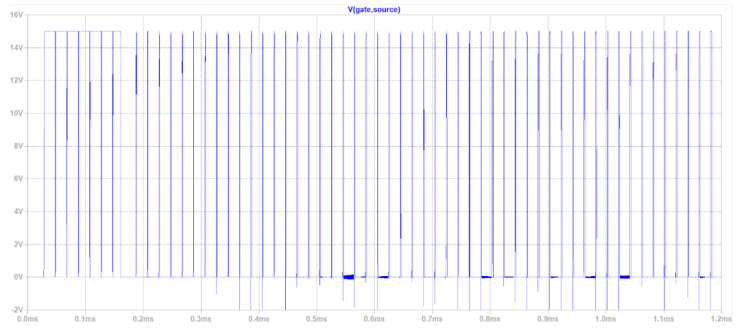 V(gate,source)
16V
14V
12V
10V
8V
6V
4V
2V
0V
-2V
0.0ms 0.1ms 0.2ms 0.3ms 0.4ms 0.5ms 0.6ms 0.7ms 0.8ms 0.9ms 1.0ms 1.1ms 1.2ms